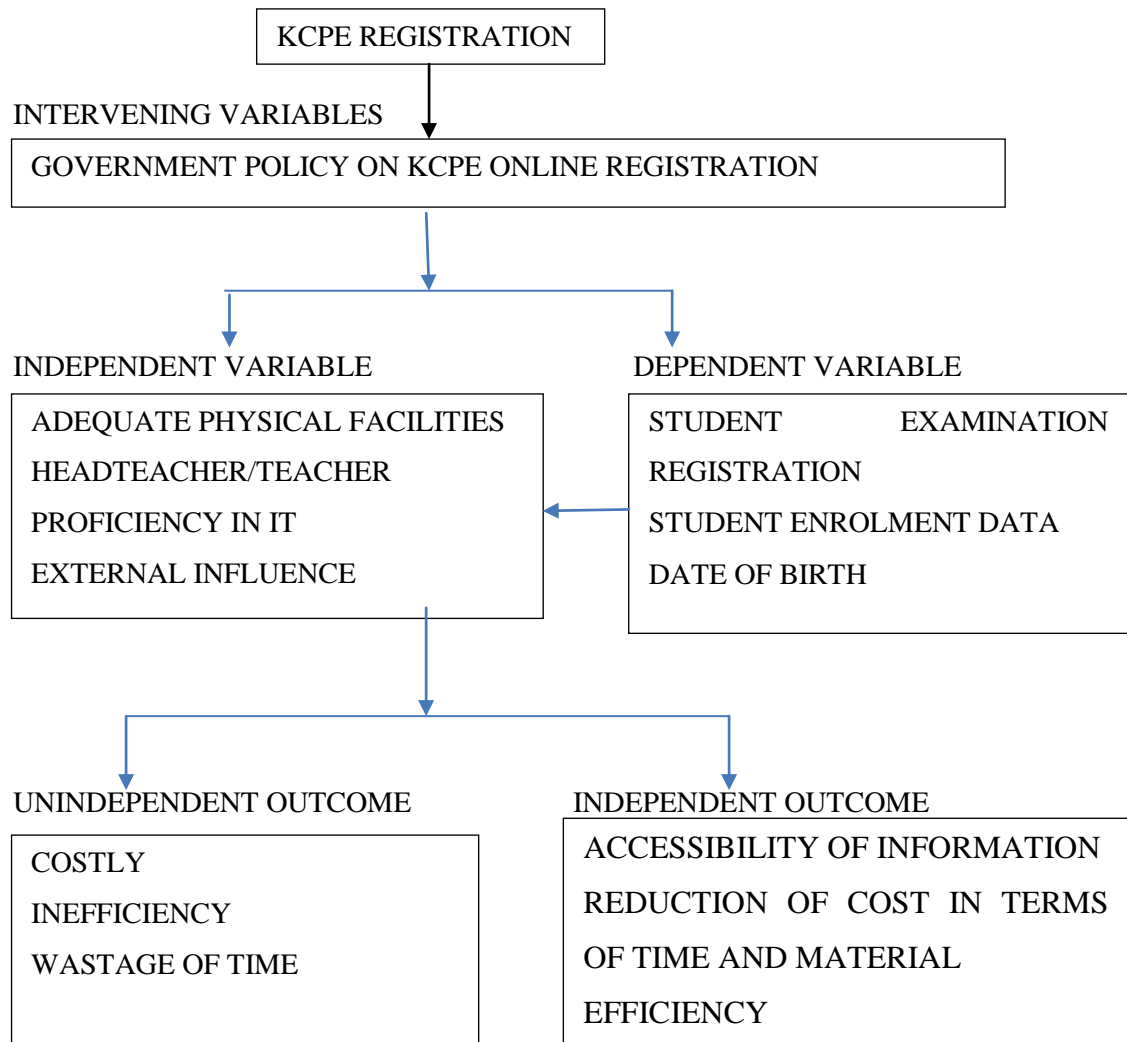 KCPE REGISTRATION
INTERVENING VARIABLES
GOVERNMENT POLICY ON KCPE ONLINE REGISTRATION
INDEPENDENT VARIABLE
ADEQUATE PHYSICAL FACILITIES
HEADTEACHER/TEACHER
PROFICIENCY IN IT
EXTERNAL INFLUENCE
DEPENDENT VARIABLE
STUDENT EXAMINATION
REGISTRATION
STUDENT ENROLMENT DATA
DATE OF BIRTH
UNINDEPENDENT OUTCOME
COSTLY
INEFFICIENCY
WASTAGE OF TIME
INDEPENDENT OUTCOME
ACCESSIBILITY OF INFORMATION
REDUCTION OF COST IN TERMS
OF TIME AND MATERIAL
EFFICIENCY